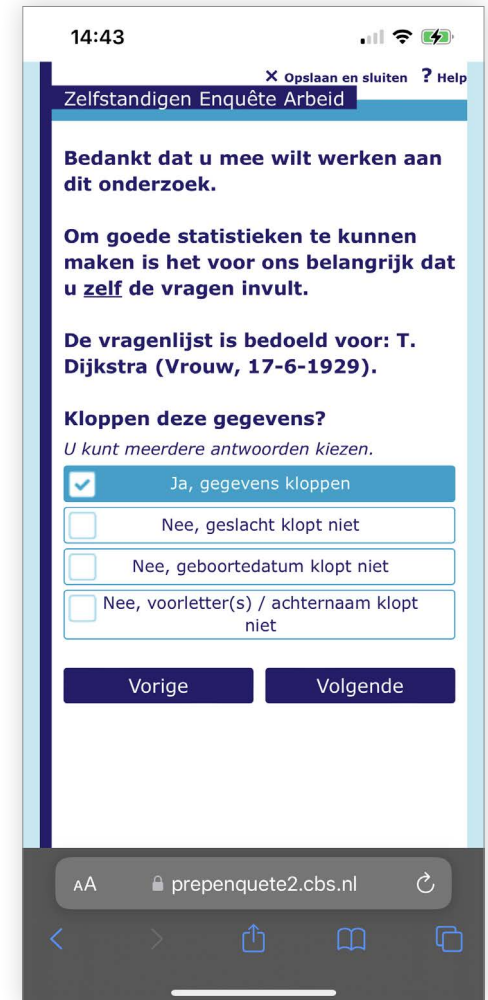 14:43
× Opslaan en sluiten ? Help
Zelfstandigen Enquête Arbeid
Bedankt dat u mee wilt werken aan
dit onderzoek.
Om goede statistieken te kunnen
maken is het voor ons belangrijk dat
u zelf de vragen invult.
De vragenlijst is bedoeld voor: T.
Dijkstra (Vrouw, 17-6-1929).
Kloppen deze gegevens?
U kunt meerdere antwoorden kiezen.
Ja, gegevens kloppen
Nee, geslacht klopt niet
Nee, geboortedatum klopt niet
Nee, voorletter(s) / achternaam klopt
niet
Vorige Volgende
AA prepenquete2.cbs.nl